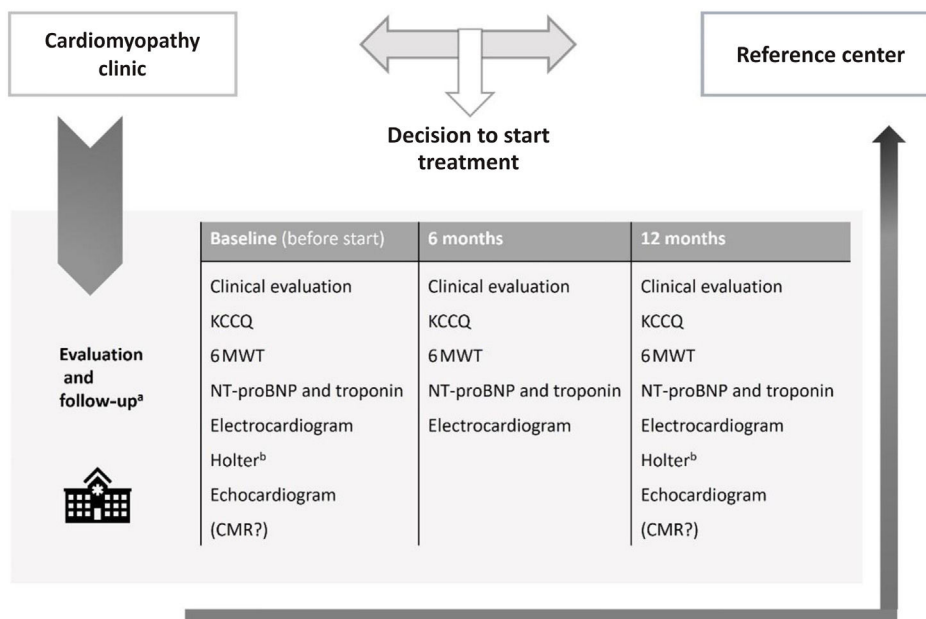 Cardiomyopathy
clinic
Reference center
Decision to start
treatment
Baseline (before start)
6 months
12 months
Clinical evaluation
Clinical evaluation
Clinical evaluation
KCCQ
KCCQ
KCCQ
6MWT
6MWT
6MWT
NT-proBNP and troponin
NT-proBNP and troponin
NT-proBNP and troponin
Electrocardiogram
Electrocardiogram
Electrocardiogram
Holterᵇ
Holterᵇ
Echocardiogram
Echocardiogram
(CMR?)
(CMR?)
Evaluation
and
follow-upᵃ